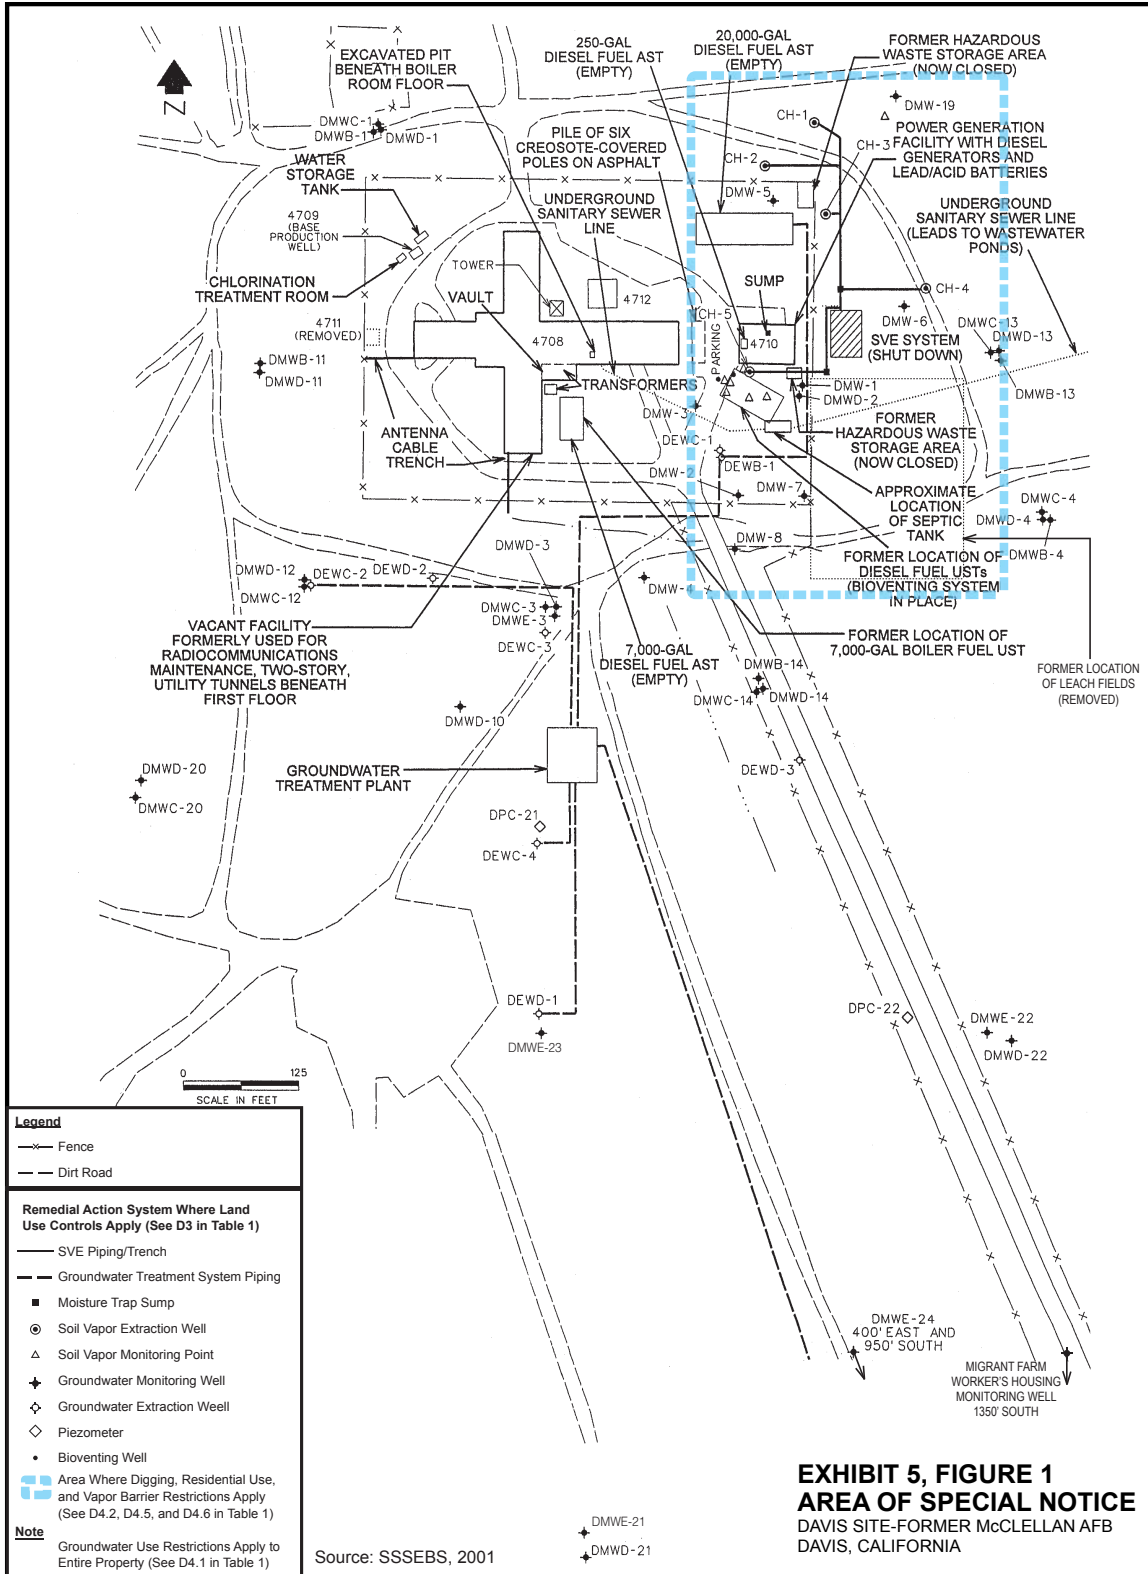 EXCAVATED PIT
BENEATH BOILER
ROOM FLOOR
250-GAL
DIESEL FUEL AST
(EMPTY)
20,000-GAL
DIESEL FUEL AST
(EMPTY)
FORMER HAZARDOUS
WASTE STORAGE AREA
(NOW CLOSED)
N
DMWC-1
DMWB-1
DMWD-1
PILE OF SIX
CREOSOTE-COVERED
POLES ON ASPHALT
CH-1
DMW-19
CH-2
CH-3
POWER GENERATION
FACILITY WITH DIESEL
GENERATORS AND
LEAD/ACID BATTERIES
WATER
STORAGE
TANK
UNDERGROUND
SANITARY SEWER
LINE
DMW-5
UNDERGROUND
SANITARY SEWER LINE
(LEADS TO WASTEWATER
PONDS)
4709
(BASE
PRODUCTION
WELL)
CHLORINATION
TREATMENT ROOM
TOWER
VAULT
4712
SUMP
CH-4
4711
(REMOVED)
CH-5
PARKING
4710
DMW-6
SVE SYSTEM
(SHUT DOWN)
DMWC-13
DMWD-13
DMWB-13
4708
DMWB-11
DMWD-11
TRANSFORMERS
DMW-1
DMWD-2
DMW-3
ANTENNA
CABLE
TRENCH
DEWC-1
DEWB-1
FORMER
HAZARDOUS WASTE
STORAGE AREA
(NOW CLOSED)
DMW-2
DMW-7
APPROXIMATE
LOCATION
OF SEPTIC
TANK
DMWC-4
DMWD-4
DMWB-4
DMW-8
DMWD-3
FORMER LOCATION OF
DIESEL FUEL USTs
(BIOVENTING SYSTEM
IN PLACE)
DMWD-12
DEWC-2
DEWD-2
DMWC-12
DMW-4
DMWC-3
DMWE-3
DEWC-3
VACANT FACILITY
FORMERLY USED FOR
RADIOCOMMUNICATIONS
MAINTENANCE, TWO-STORY,
UTILITY TUNNELS BENEATH
FIRST FLOOR
7,000-GAL
DIESEL FUEL AST
(EMPTY)
FORMER LOCATION OF
7,000-GAL BOILER FUEL UST
FORMER LOCATION
OF LEACH FIELDS
(REMOVED)
DMWB-14
DMWC-14
DMWD-14
DMWD-10
DMWD-20
DMWC-20
GROUNDWATER
TREATMENT PLANT
DEWD-3
DPC-21
DEWC-4
DEWD-1
DMWE-23
DPC-22
DMWE-22
DMWD-22
0 125
SCALE IN FEET
Legend
Fence
Dirt Road
Remedial Action System Where Land
Use Controls Apply (See D3 in Table 1)
SVE Piping/Trench
Groundwater Treatment System Piping
Moisture Trap Sump
Soil Vapor Extraction Well
Soil Vapor Monitoring Point
Groundwater Monitoring Well
Groundwater Extraction Weell
Piezometer
Bioventing Well
Area Where Digging, Residential Use,
and Vapor Barrier Restrictions Apply
(See D4.2, D4.5, and D4.6 in Table 1)
Note
Groundwater Use Restrictions Apply to
Entire Property (See D4.1 in Table 1)
DMWE-24
400' EAST AND
950' SOUTH
MIGRANT FARM
WORKER'S HOUSING
MONITORING WELL
1350' SOUTH
DMWE-21
DMWD-21
Source: SSSEBS, 2001
EXHIBIT 5, FIGURE 1
AREA OF SPECIAL NOTICE
DAVIS SITE-FORMER McCLELLAN AFB
DAVIS, CALIFORNIA